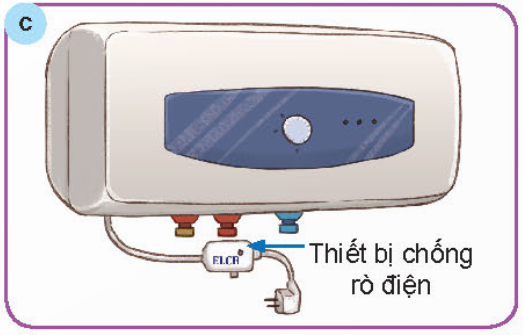 C
ELCB
Thiết bị chống
rò điện